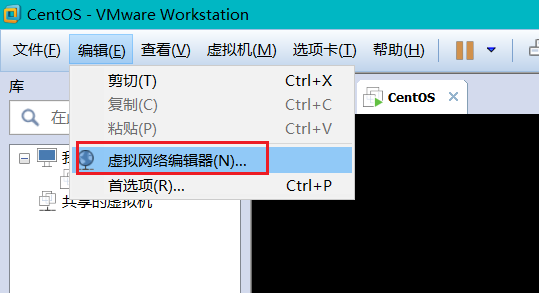 CentOS - VMware Workstation
文件(F) 编辑(E) 查看(V) 虚拟机(M) 选项卡(T) 帮助(H)
库
剪切(T) Ctrl+X
CentOS
复制(C) Ctrl+C
粘贴(P) Ctrl+V
虚拟网络编辑器(N)...
首选项(R)... Ctrl+P
共享的虚拟机